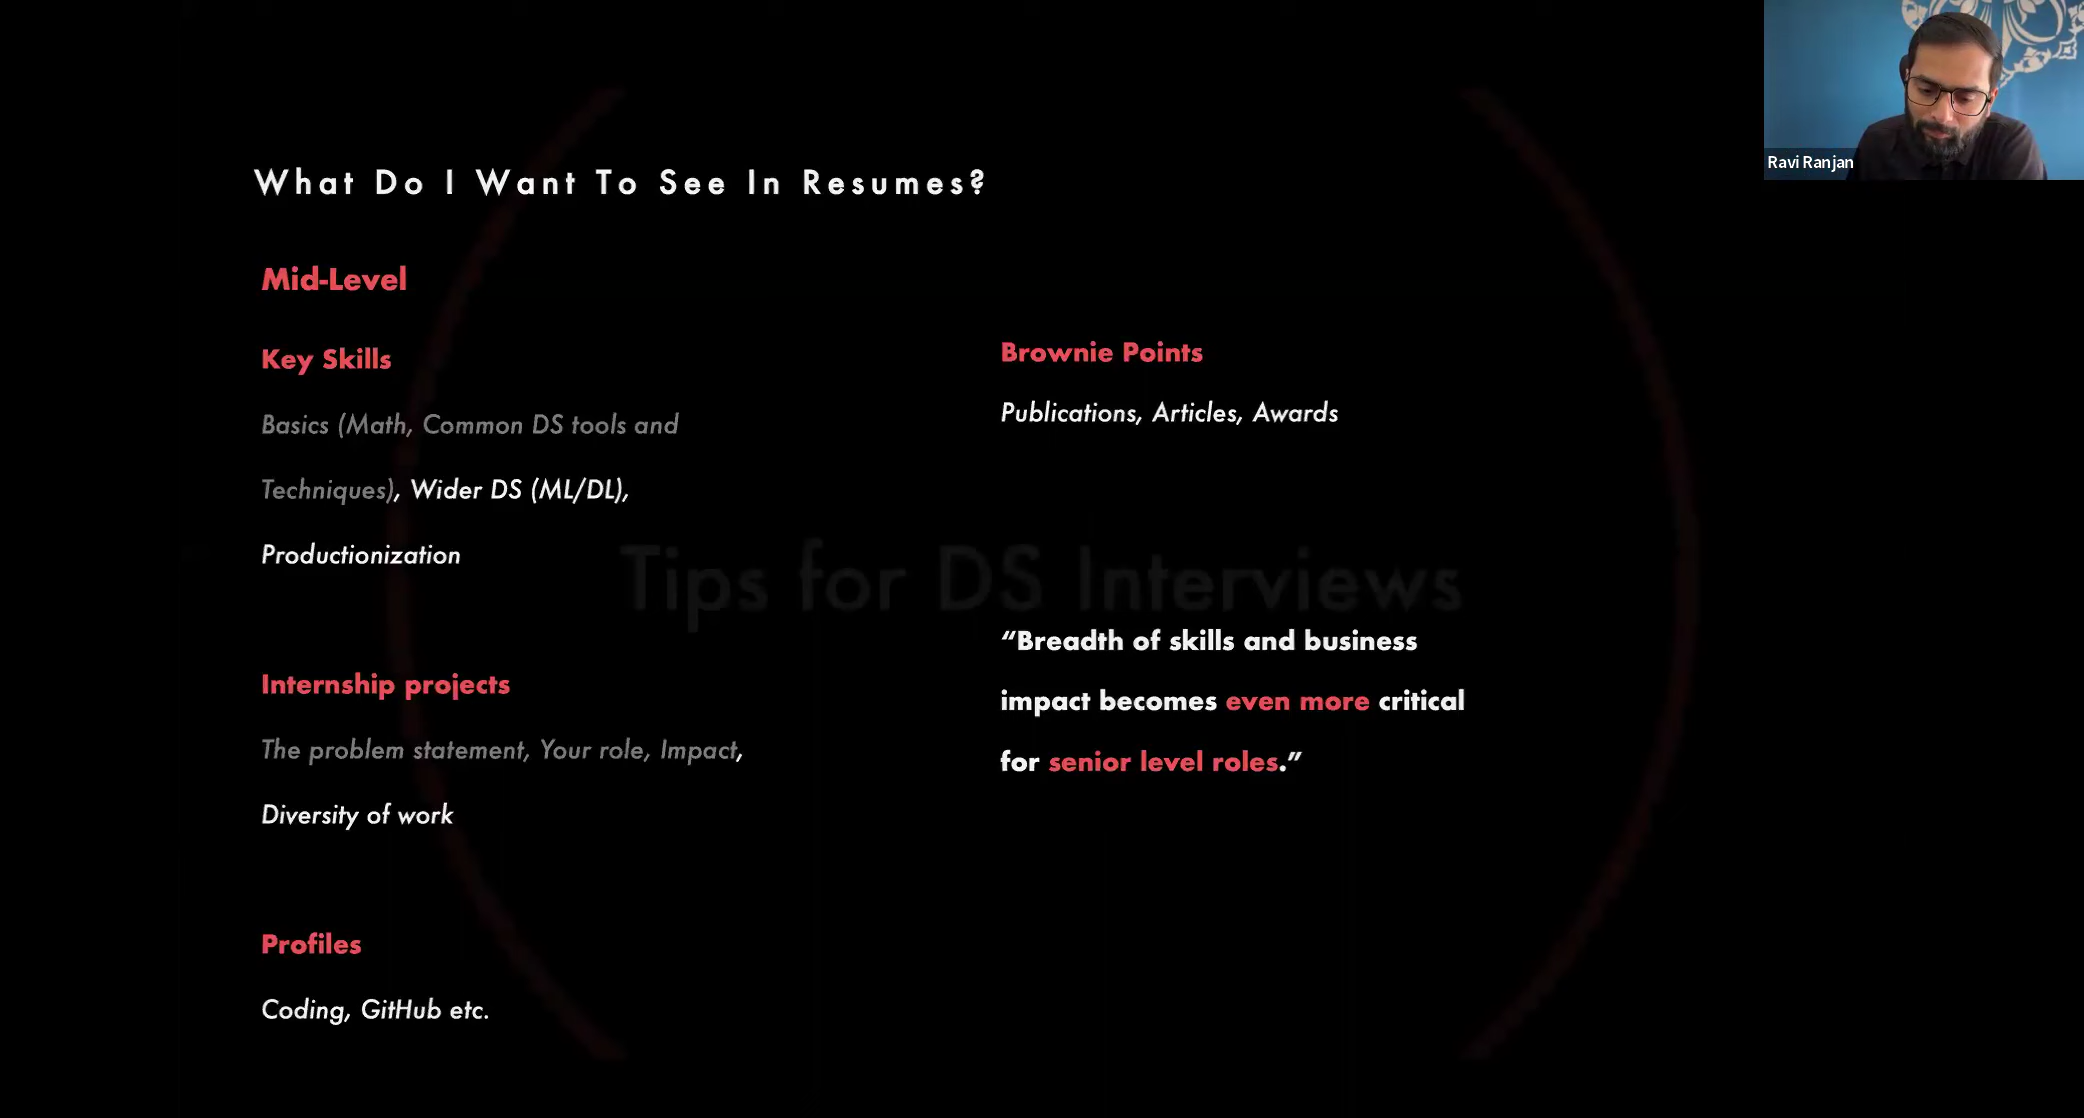 What Do I Want To See In Resumes?
Mid-Level
Key Skills
Basics (Math, Common DS tools and
Techniques), Wider DS (ML/DL),
Productionization
Internship projects
The problem statement, Your role, Impact,
Diversity of work
Profiles
Coding, GitHub etc.
Brownie Points
Publications, Articles, Awards
Tips for DS Interviews
“Breadth of skills and business
impact becomes even more critical
for senior level roles.”
Ravi Ranjan